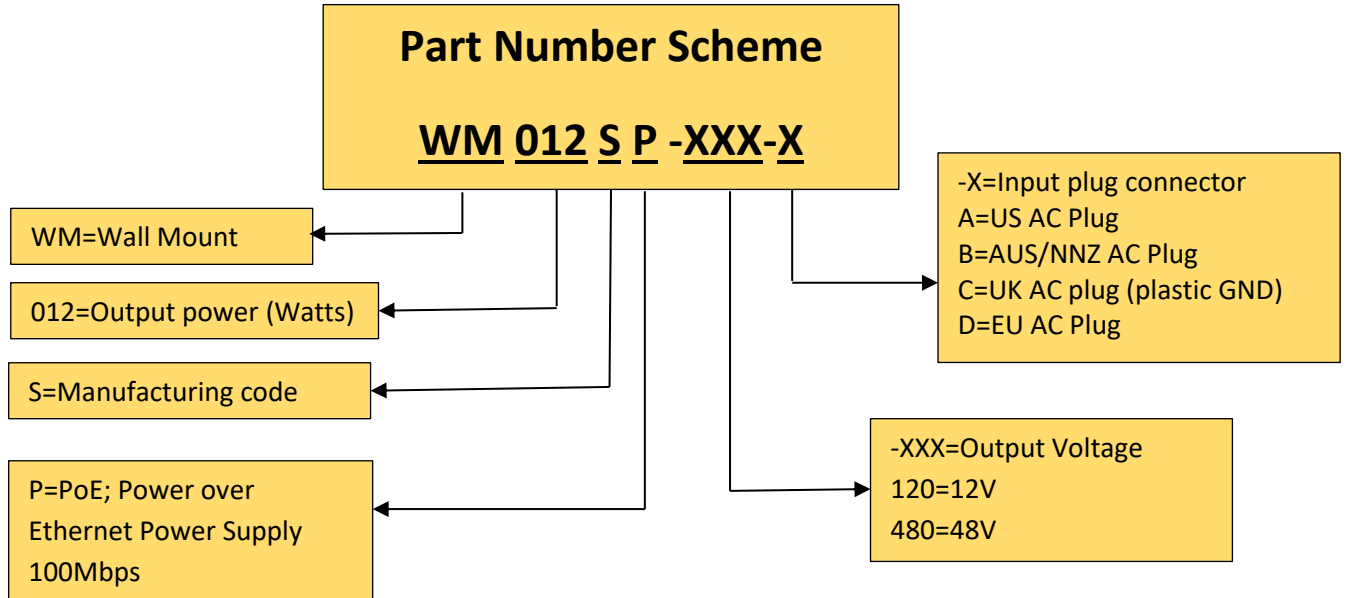 Part Number Scheme
WM 012 S P -XXX-X
WM=Wall Mount
012=Output power (Watts)
S=Manufacturing code
P=PoE; Power over
Ethernet Power Supply
100Mbps
-X=Input plug connector
A=US AC Plug
B=AUS/NNZ AC Plug
C=UK AC plug (plastic GND)
D=EU AC Plug
-XXX=Output Voltage
120=12V
480=48V